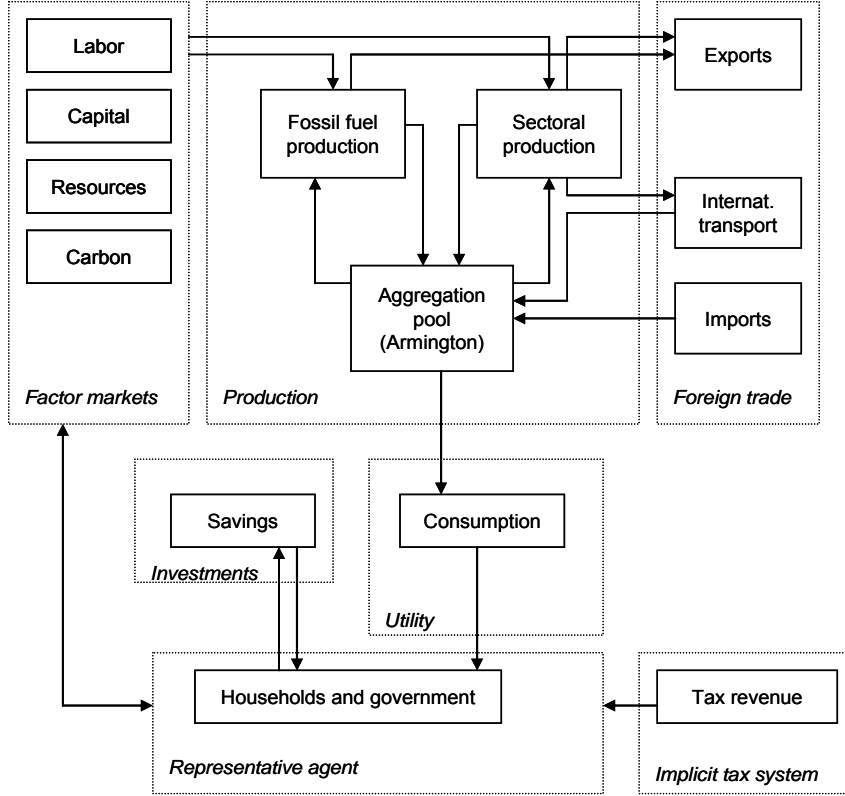 Labor
Capital
Resources
Carbon
Factor markets
Fossil fuel
production
Sectoral
production
Aggregation
pool
(Armington)
Production
Exports
Internat.
transport
Imports
Foreign trade
Savings
Investments
Consumption
Utility
Households and government
Representative agent
Tax revenue
Implicit tax system